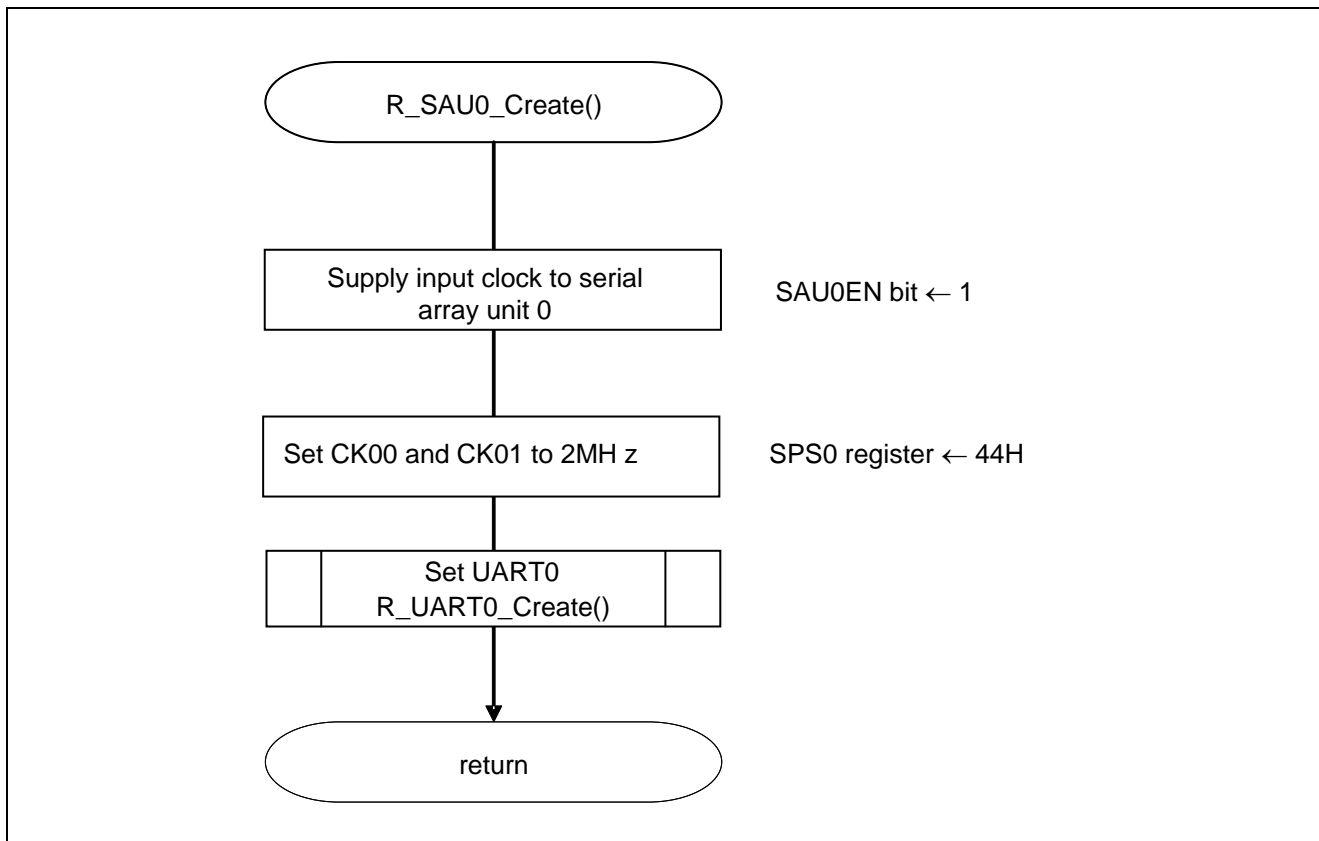 R_SAU0_Create()
Supply input clock to serial
array unit 0
SAU0EN bit ← 1
Set CK00 and CK01 to 2MH z
SPS0 register ← 44H
Set UART0
R_UART0_Create()
return